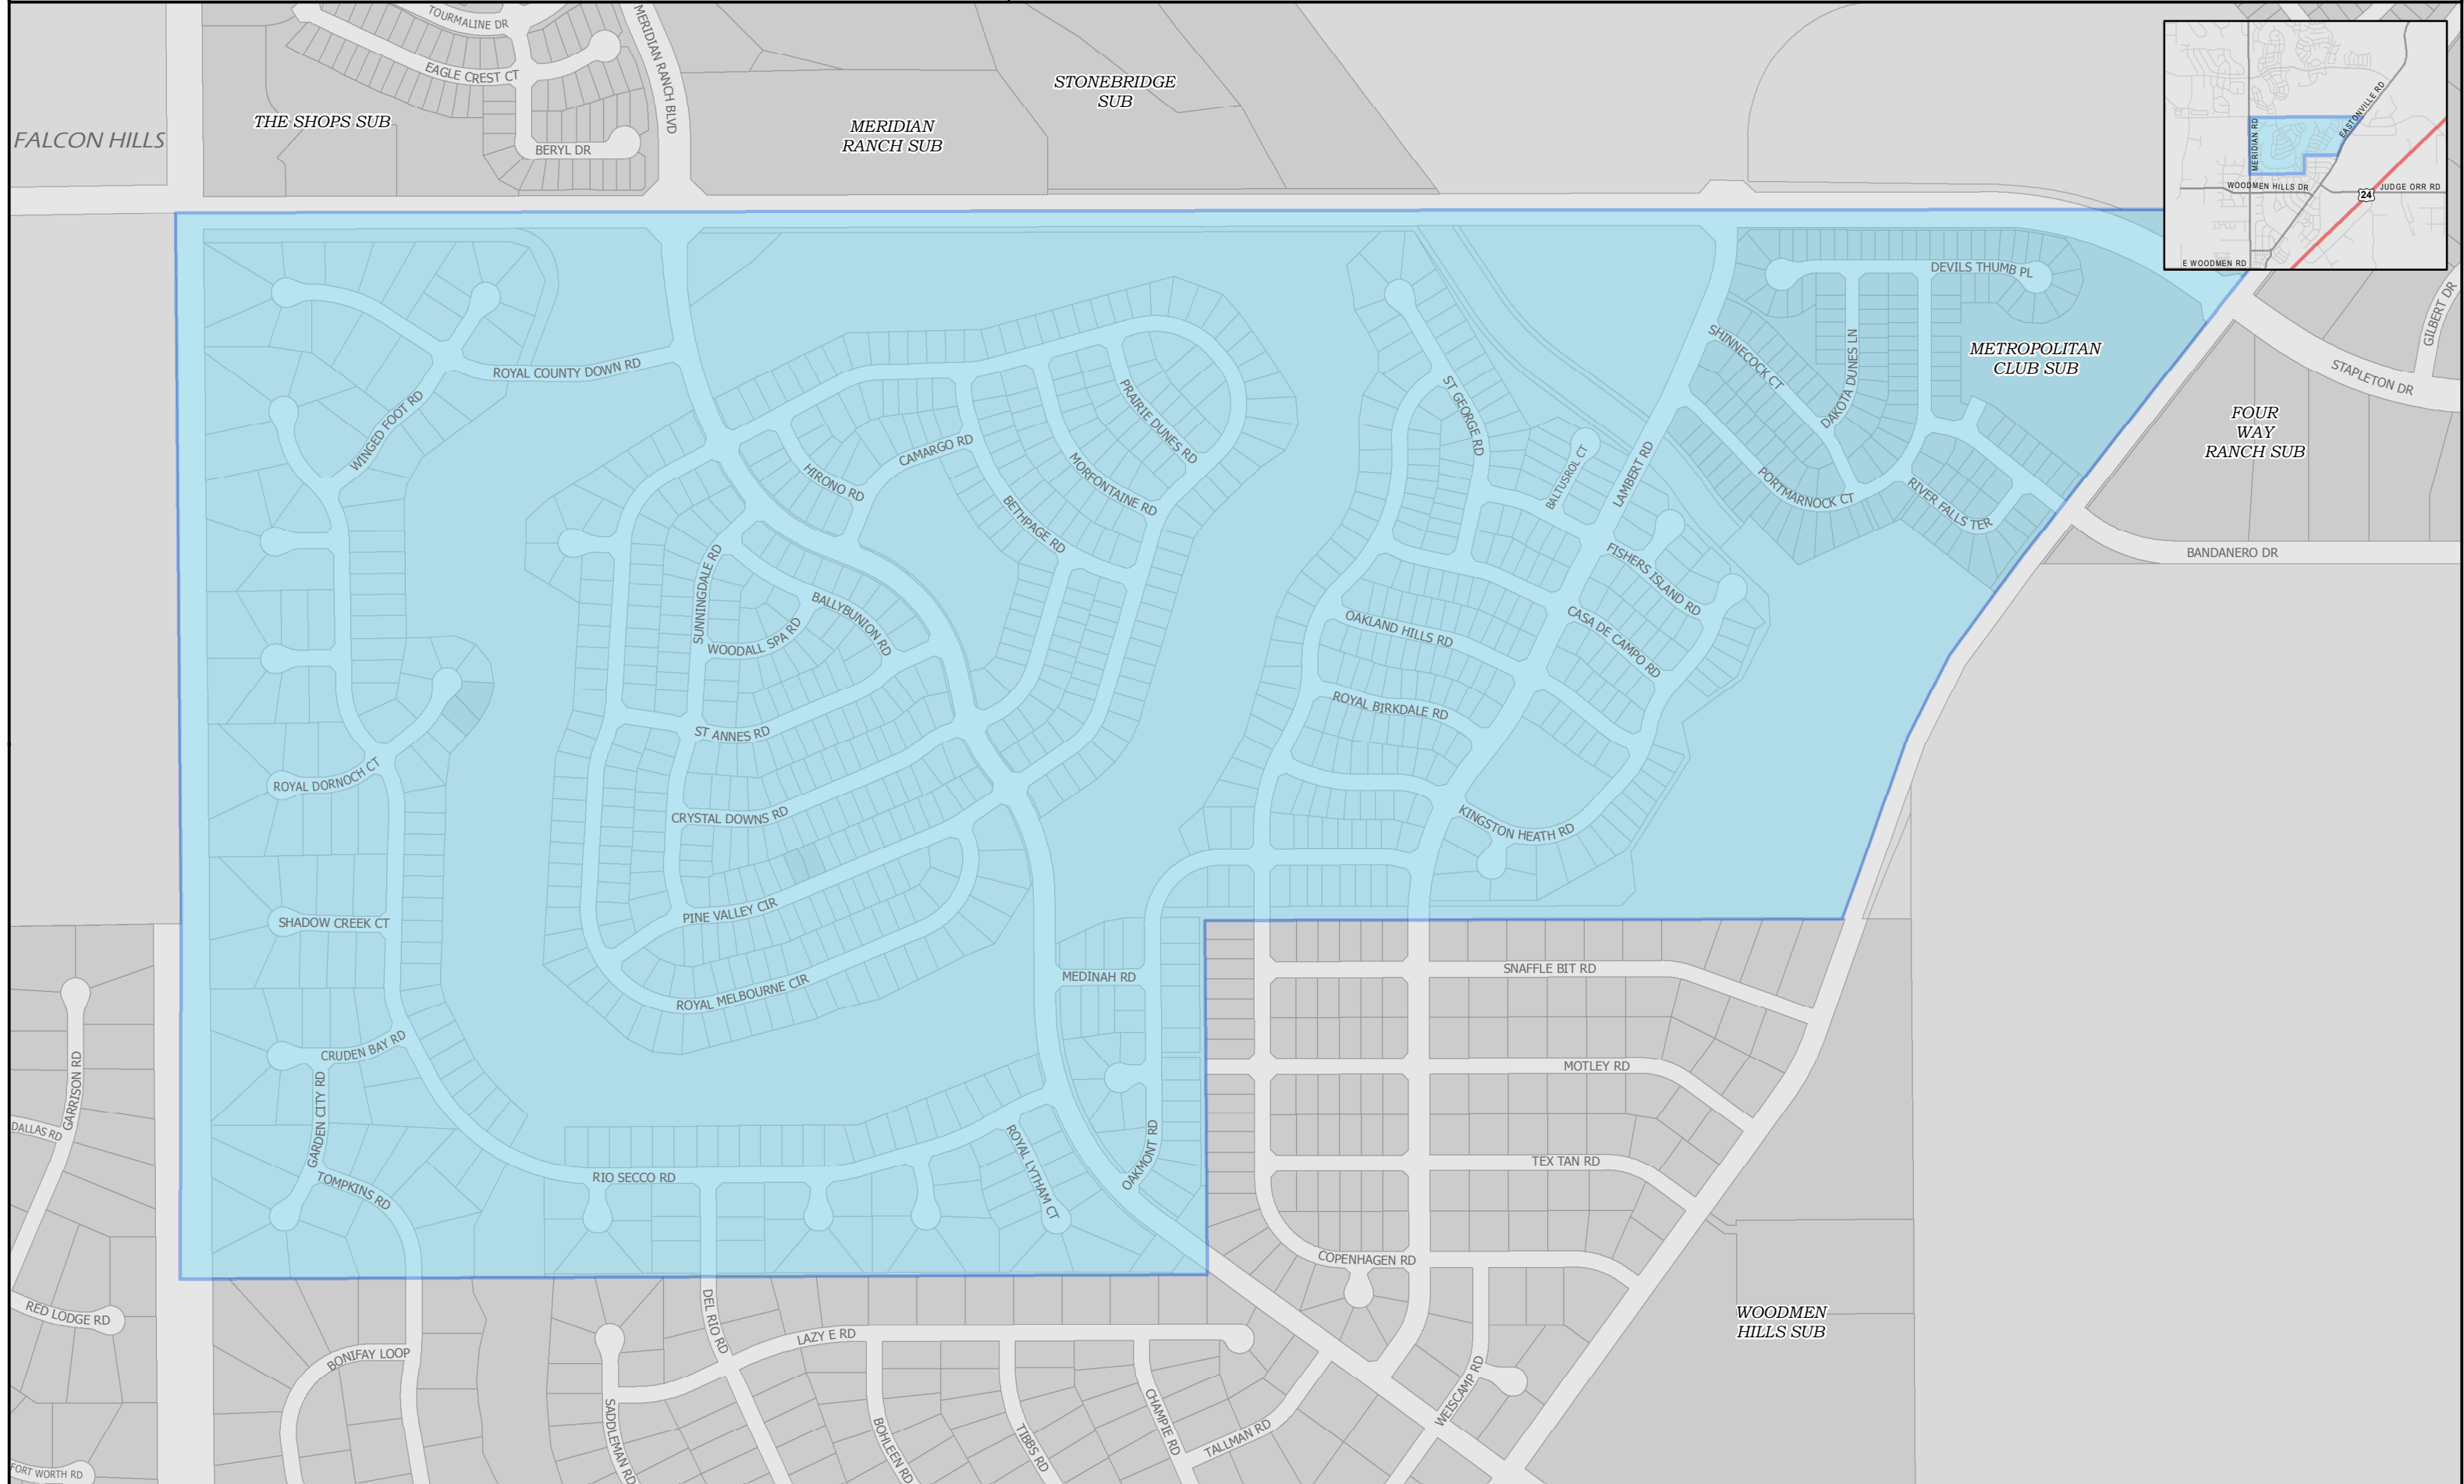 TOURMALINE DR
EAGLE CREST CT
BERYL DR
MERIDIAN RANCH BLVD
THE SHOPS SUB
FALCON HILLS
MERIDIAN
RANCH SUB
STONEBRIDGE
SUB
MERIDIAN RD
EASTONVILLE RD
WOODMEN HILLS DR
24
JUDGE ORR RD
E WOODMEN RD
GILBERT DR
STAPLETON DR
FOUR
WAY
RANCH SUB
BANDANERO DR
DEVILS THUMB PL
METROPOLITAN
CLUB SUB
SHINNECOCK CT
DAKOTA DUNES LN
PORTMARNOCK CT
RIVER FALLS TER
ROYAL COUNTY DOWN RD
WINGED FOOT RD
PRAIRIE DUNES RD
CAMARGO RD
HIRONO RD
MORFONTAINE RD
BETHPAGE RD
ST GEORGE RD
BALTUSROL CT
LAMBERT RD
FISHERS ISLAND RD
CASA DE CAMPO RD
OAKLAND HILLS RD
ROYAL BIRKDALE RD
KINGSTON HEATH RD
SUNNINGDALE RD
BALLYBUNION RD
WOODALL SPA RD
ST ANNES RD
CRYSTAL DOWNS RD
PINE VALLEY CIR
ROYAL MELBOURNE CIR
ROYAL DORNOCH CT
SHADOW CREEK CT
CRUDEN BAY RD
GARDEN CITY RD
TOMPKINS RD
RIO SECCO RD
ROYAL LYTHAM CT
MEDINAH RD
OAKMONT RD
SNAFFLE BIT RD
MOTLEY RD
TEX TAN RD
COPENHAGEN RD
WOODMEN
HILLS SUB
GARRISON RD
DALLAS RD
RED LODGE RD
FORT WORTH RD
BONIFAY LOOP
DEL RIO RD
LAZY E RD
SADDLEMAN RD
BOHLEEN RD
TIBBS RD
CHAMPIE RD
TALLMAN RD
WEISCAMP RD